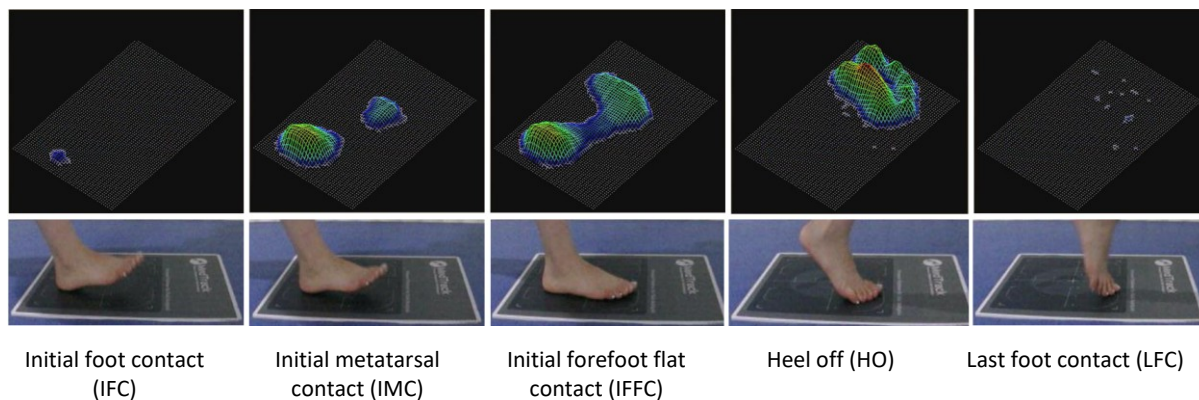 Initial foot contact
(IFC)
Initial metatarsal
contact (IMC)
Initial forefoot flat
contact (IFFC)
Heel off (HO)
Last foot contact (LFC)